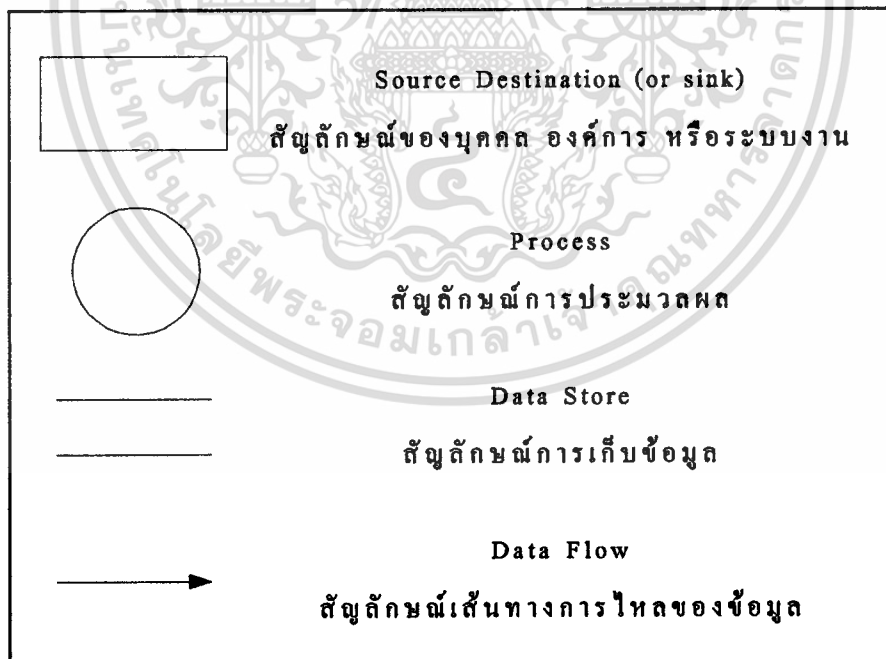 Source Destination (or sink)
สัญลักษณ์ของบุคคล องค์การ หรือระบบงาน
Process
สัญลักษณ์การประมวลผล
Data Store
สัญลักษณ์การเก็บข้อมูล
Data Flow
สัญลักษณ์เส้นทางการไหลของข้อมูล